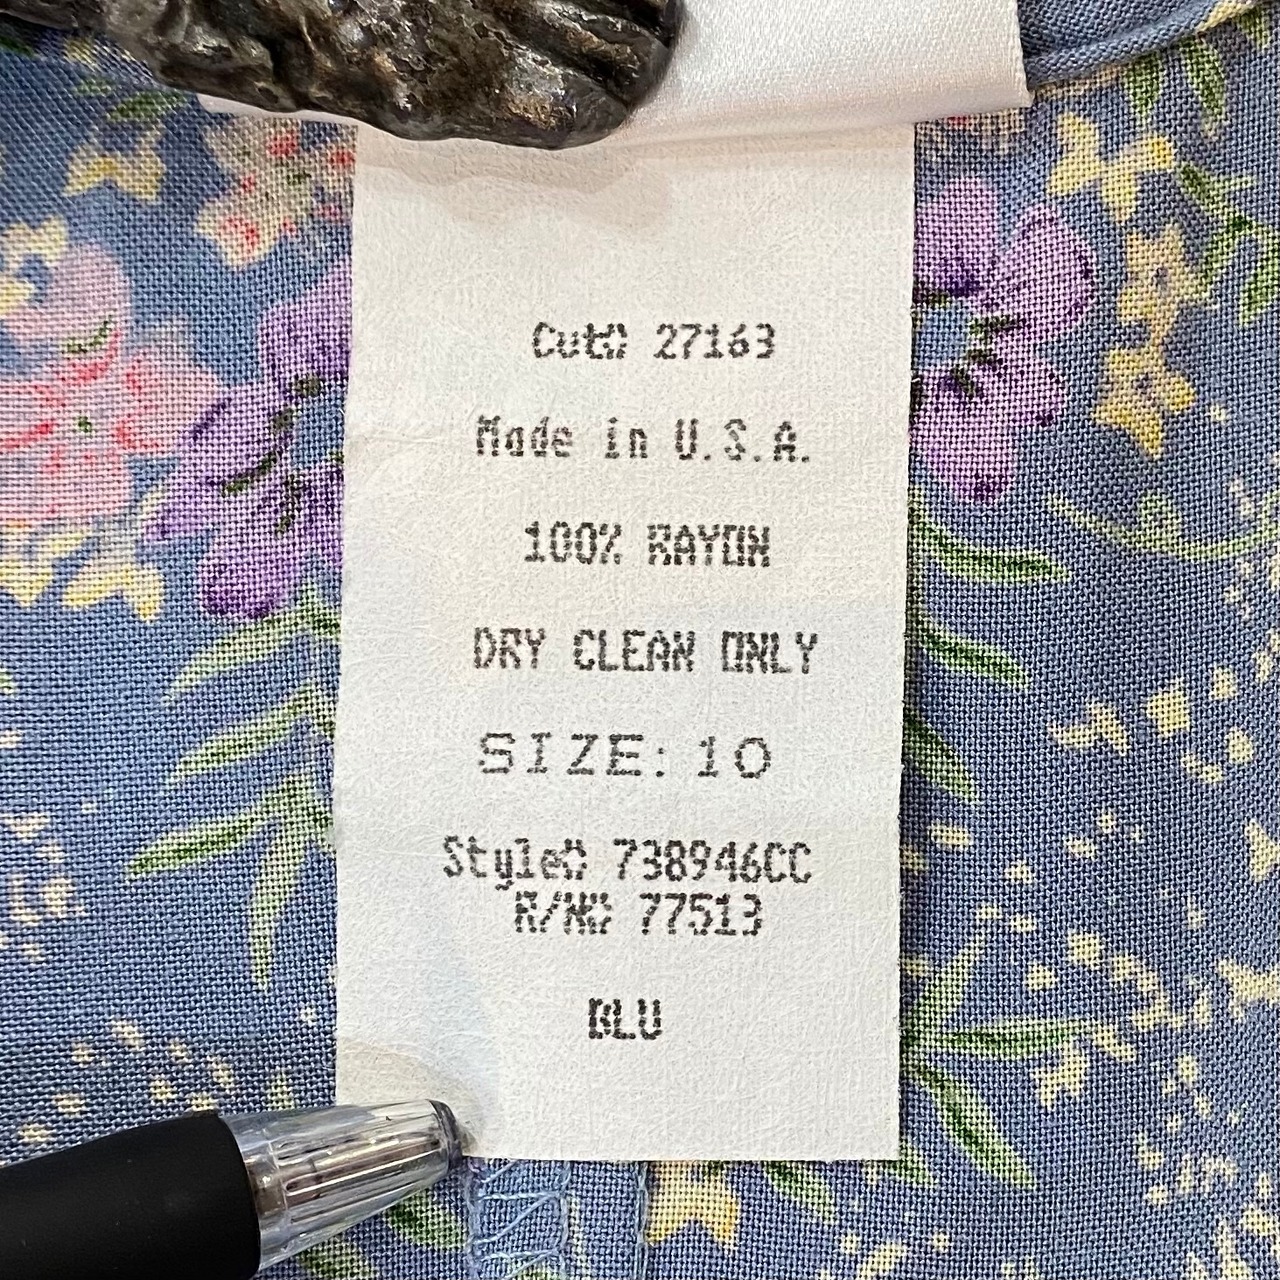 Cut# 27163
Made in U.S.A.
100% RAYON
DRY CLEAN ONLY
SIZE: 10
Style# 738946CC
R/N# 77513
BLU